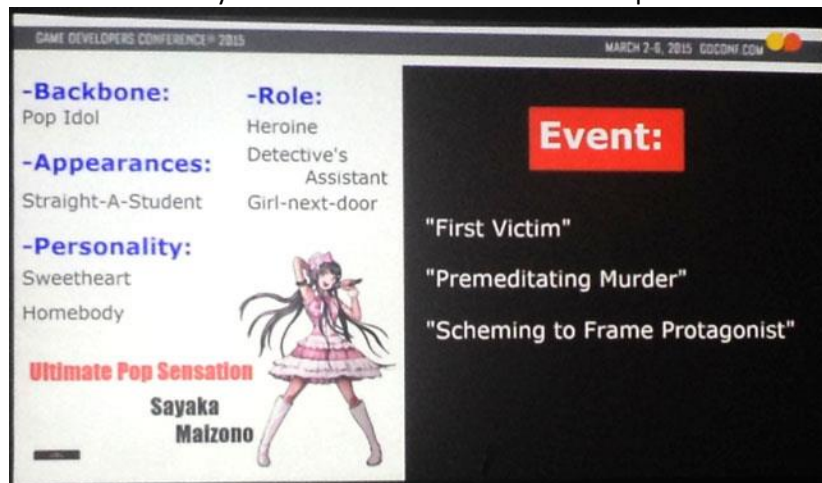 GAME DEVELOPERS CONFERENCE® 2015
MARCH 2-6, 2015 GDCONF.COM
-Backbone:
Pop Idol
-Appearances:
Straight-A-Student
-Personality:
Sweetheart
Homebody
-Role:
Heroine
Detective's
Assistant
Girl-next-door
Ultimate Pop Sensation
Sayaka
Maizono
Event:
"First Victim"
"Premeditating Murder"
"Scheming to Frame Protagonist"